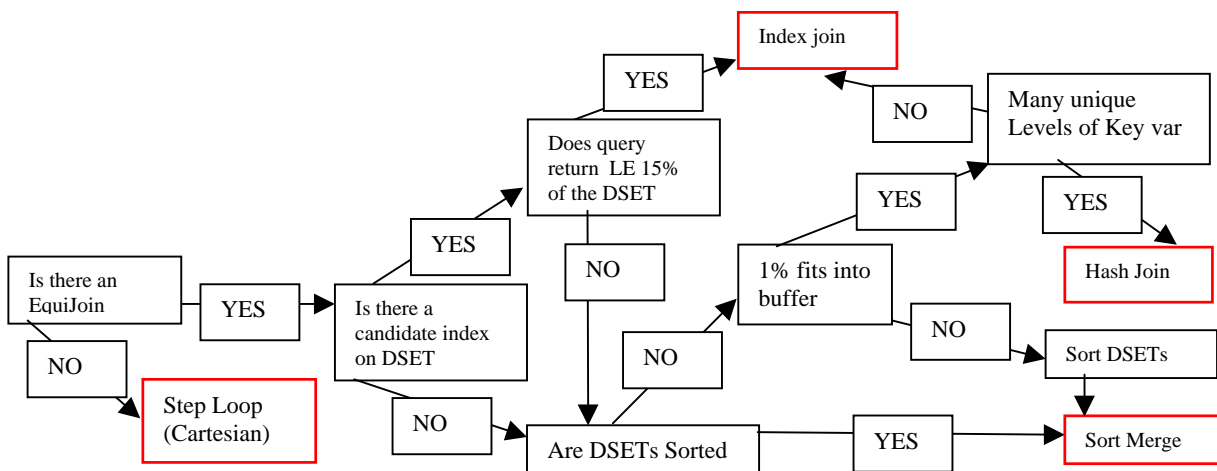 Index join
YES
NO
Many unique
Levels of Key var
Does query
return LE 15%
of the DSET
YES
YES
YES
NO
1% fits into
buffer
Hash Join
Is there an
EquiJoin
YES
Is there a
candidate index
on DSET
NO
NO
NO
Sort DSETs
Step Loop
(Cartesian)
NO
Are DSETs Sorted
YES
Sort Merge